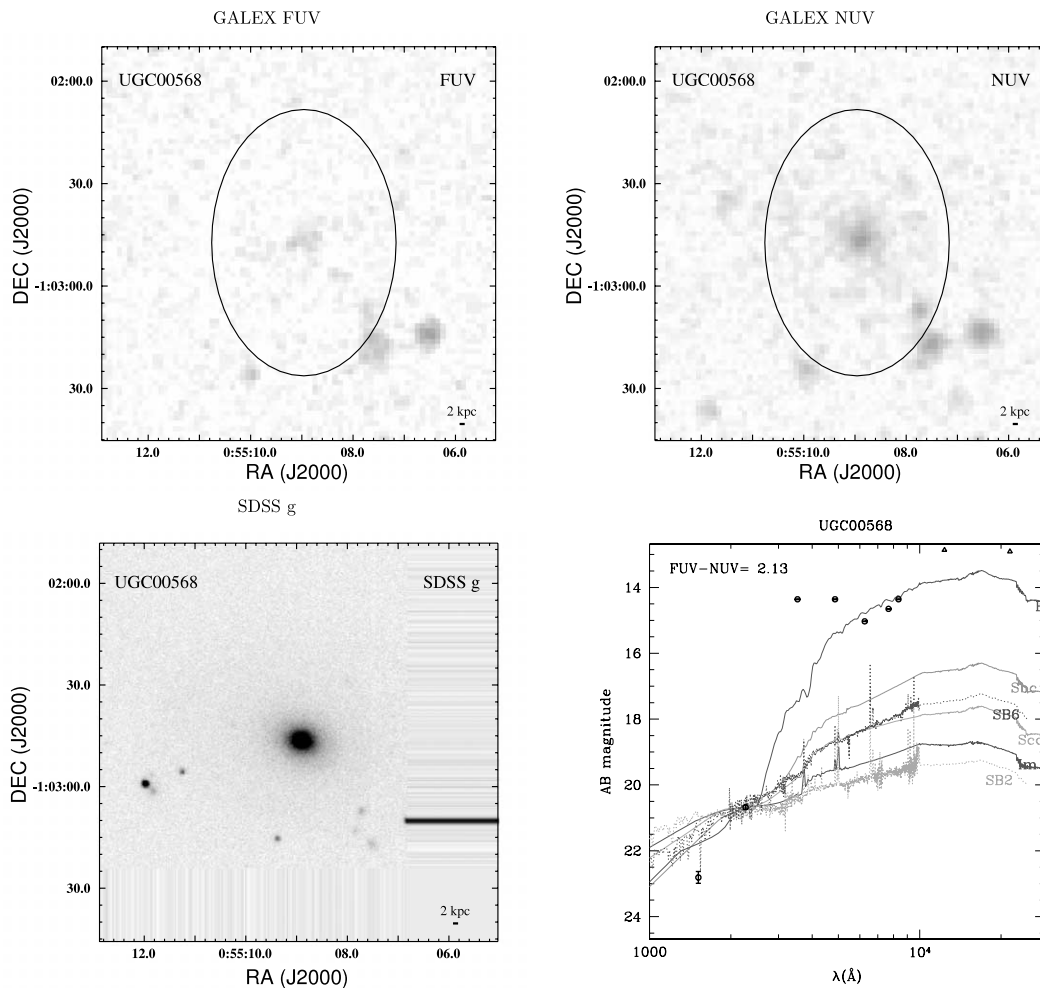 GALEX FUV
GALEX NUV
UGC00568
FUV
02:00.0
30.0
-1:03:00.0
30.0
DEC (J2000)
2 kpc
12.0
0:55:10.0
08.0
06.0
RA (J2000)
UGC00568
NUV
02:00.0
30.0
-1:03:00.0
30.0
DEC (J2000)
2 kpc
12.0
0:55:10.0
08.0
06.0
RA (J2000)
SDSS g
UGC00568
SDSS g
02:00.0
30.0
-1:03:00.0
30.0
DEC (J2000)
2 kpc
12.0
0:55:10.0
08.0
06.0
RA (J2000)
UGC00568
FUV-NUV= 2.13
14
16
18
20
22
24
AB magnitude
Sbc
SB6
SB2
1000
10⁴
λ(Å)